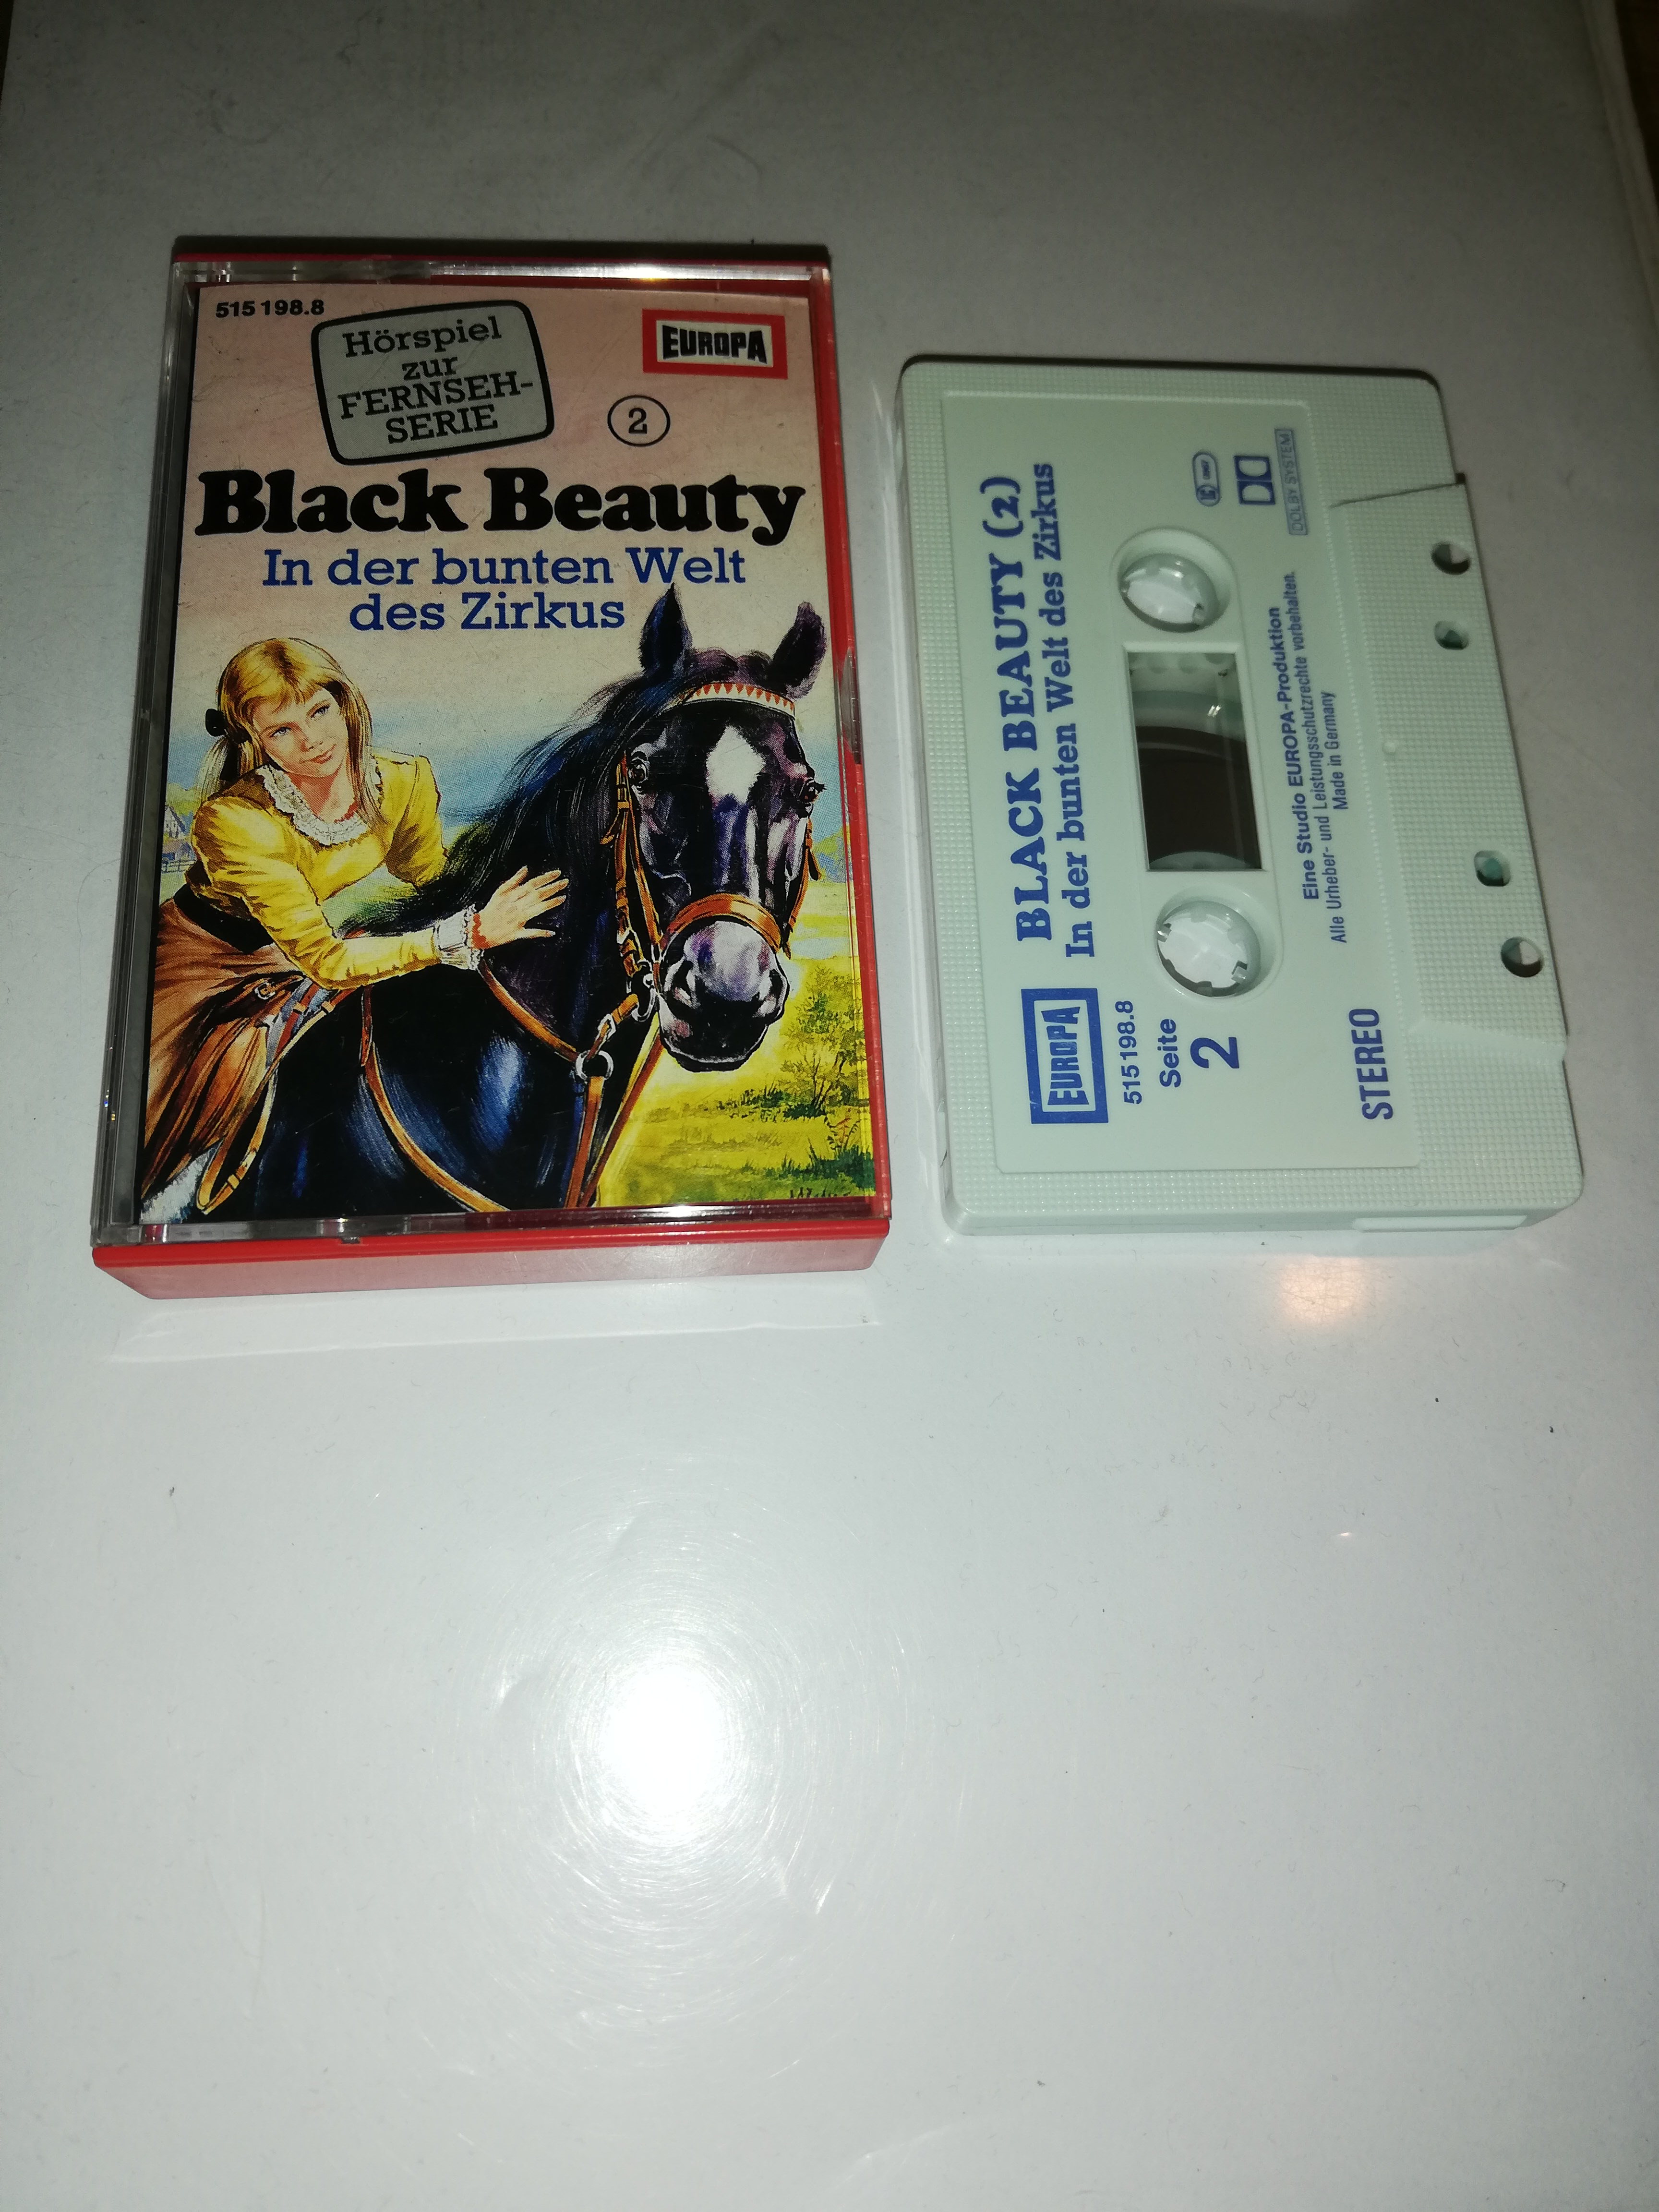 515 198.8
Hörspiel
zur
FERNSEH-
SERIE
EUROPA
2
Black Beauty
In der bunten Welt
des Zirkus
BLACK BEAUTY (2)
In der bunten Welt des Zirkus
EUROPA
515198.8
Seite
2
DOLBY SYSTEM
Eine Studio EUROPA-Produktion
Alle Urheber- und Leistungsschutzrechte vorbehalten.
Made in Germany
STEREO